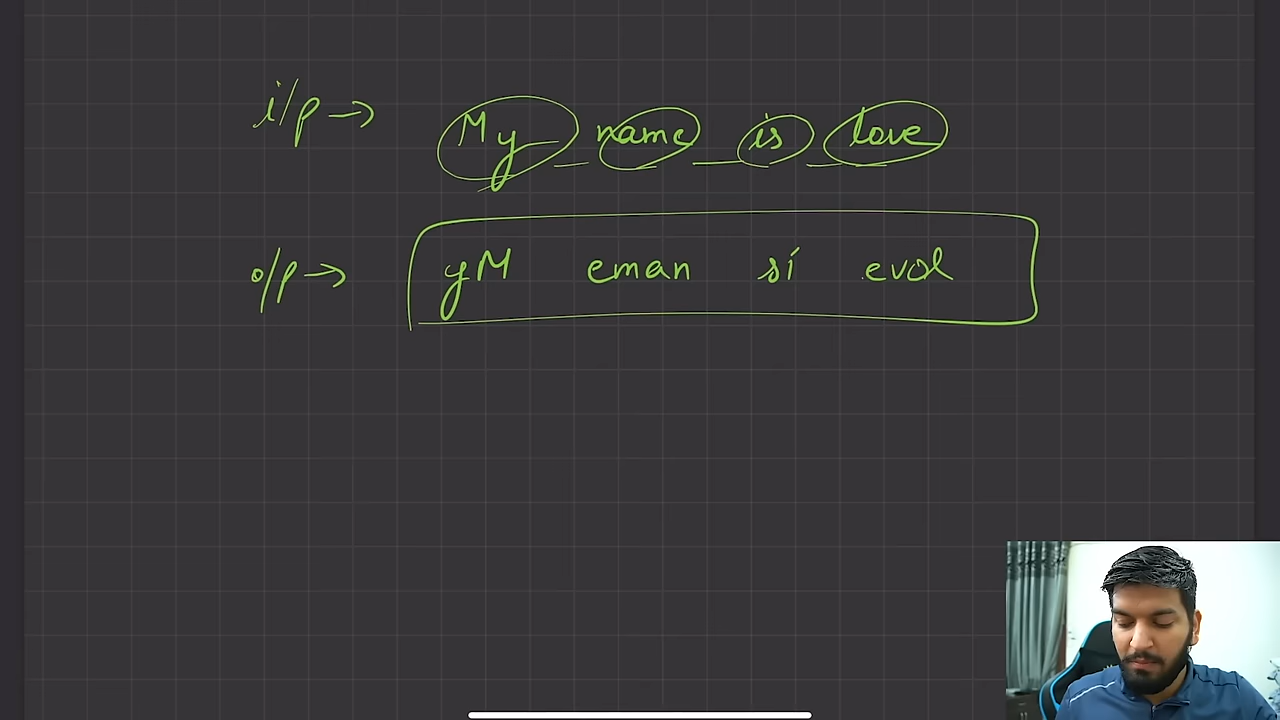 i/p → My name is love
o/p → yM eman si evol